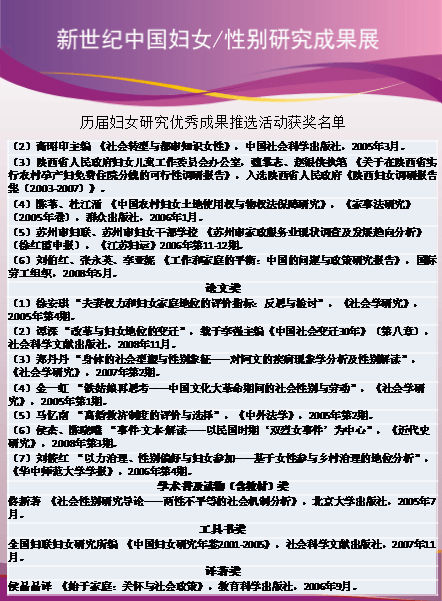 新世纪中国妇女/性别研究成果展
历届妇女研究优秀成果推选活动获奖名单
（2）高昭印主编 《社会转型与都市知识女性》，中国社会科学出版社，2005年3月。
（3）陕西省人民政府妇女儿童工作委员会办公室，魏挈志、赵银侠执笔 《关于在陕西省实
行农村孕产妇免费住院分娩的可行性调研报告》，入选陕西省人民政府《陕西妇女调研报告
集（2003-2007）》。
（4）陈苇、杜江涌 《中国农村妇女土地使用权与物权法保障研究》，《家事法研究》
（2005年卷），群众出版社，2006年1月。
（5）苏州市妇联、苏州市妇女干部学校 《苏州市家政服务业现状调查及发展趋向分析》
《江苏妇运》2006年第11-12期。
（6）刘伯红、张永英、李亚妮 《工作和家庭的平衡：中国的问题与政策研究报告》，国际
劳工组织，2008年5月。
论文奖
（1）徐安琪 “夫妻权力和妇女家庭地位的评价指标：反思与检讨”，《社会学研究》，
2005年第4期。
（2）谭深 “改革与妇女地位的变迁”，载于李强主编《中国社会变迁30年》（第八章），
社会科学文献出版社，2008年11月。
（3）郑丹丹 “身体的社会型塑与性别象征——对阿文的疾病现象学分析及性别解读”，
《社会学研究》，2007年第2期。
（4）金一虹 “铁姑娘再思考——中国文化大革命期间的社会性别与劳动”，《社会学研
究》，2005年第1期。
（5）马忆南 “离婚救济制度的评价与选择”，《中外法学》，2005年第2期。
（6）侯杰、陈晓曦 “事件·文本·解读——以民国时期‘双烈女事件’为中心”，《近代史
研究》，2008年第3期。
（7）刘筱红 “以力治理、性别偏好与妇女参加——基于女性参与乡村治理的地位分析”，
《华中师范大学学报》，2006年第4期。
学术普及读物（含教材）奖
佟新著 《社会性别研究导论——两性不平等的社会机制分析》，北京大学出版社，2005年7
月。
工具书奖
全国妇联妇女研究所编 《中国妇女研究年鉴2001-2005》，社会科学文献出版社，2007年11
月。
译著奖
侯晶晶译 《始于家庭：关怀与社会政策》，教育科学出版社，2006年9月。